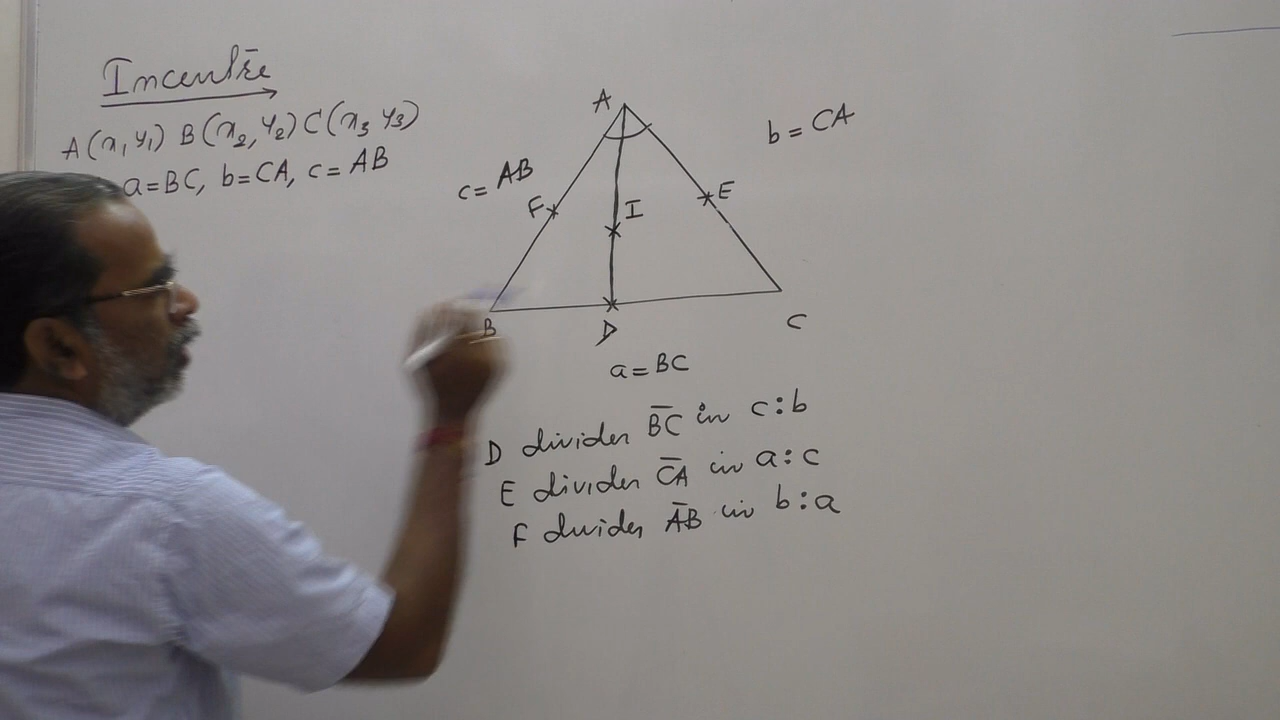 Incentre
A(x, y1) B(x2, y2) C(x3 y3)
a=BC, b=CA, c=AB
A
b = CA
c = AB
F
E
I
B
D
C
a = BC
D divides BC in c:b
E divides CA in a:c
F divides AB in b:a